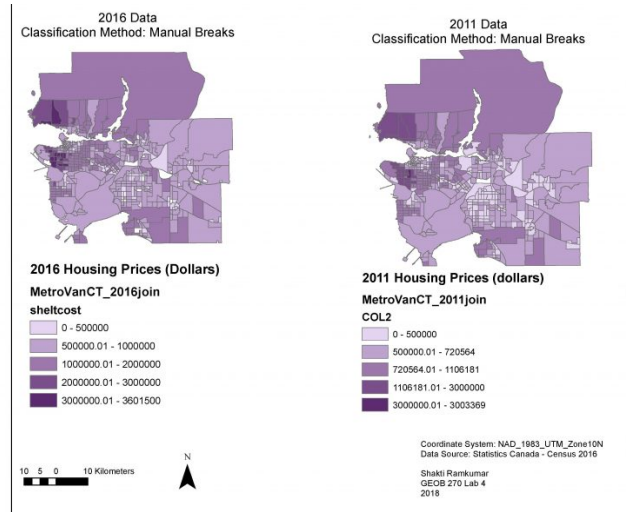 2016 Data
Classification Method: Manual Breaks
2016 Housing Prices (Dollars)
MetroVanCT_2016join
sheltcost
0 - 500000
500000.01 - 1000000
1000000.01 - 2000000
2000000.01 - 3000000
3000000.01 - 3601500
10 5 0 10 Kilometers
N
2011 Data
Classification Method: Manual Breaks
2011 Housing Prices (dollars)
MetroVanCT_2011join
COL2
0 - 500000
500000.01 - 720564
720564.01 - 1106181
1106181.01 - 3000000
3000000.01 - 3003369
Coordinate System: NAD_1983_UTM_Zone10N
Data Source: Statistics Canada - Census 2016
Shakti Ramkumar
GEOB 270 Lab 4
2018